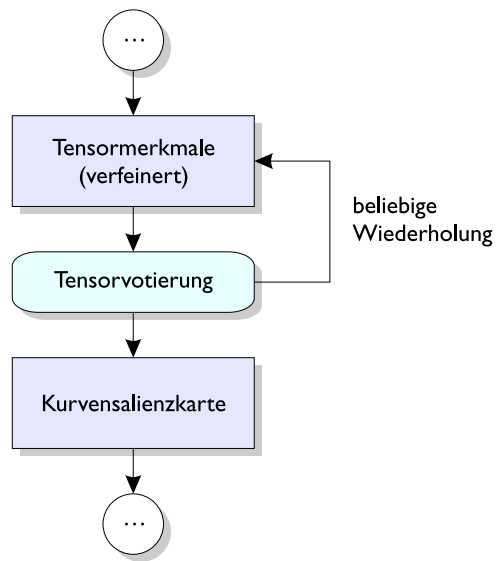 ...
Tensormerkmale
(verfeinert)
beliebige
Wiederholung
Tensorvotierung
Kurvensalienzkarte
...